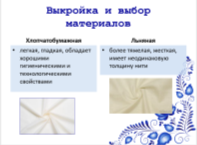 Выкройка и выбор
материалов
Хлопчатобумажная
• легкая, гладкая, обладает
хорошими
гигиеническими и
технологическими
свойствами
Льняная
• более тяжелая, жесткая,
имеет неодинаковую
толщину нити